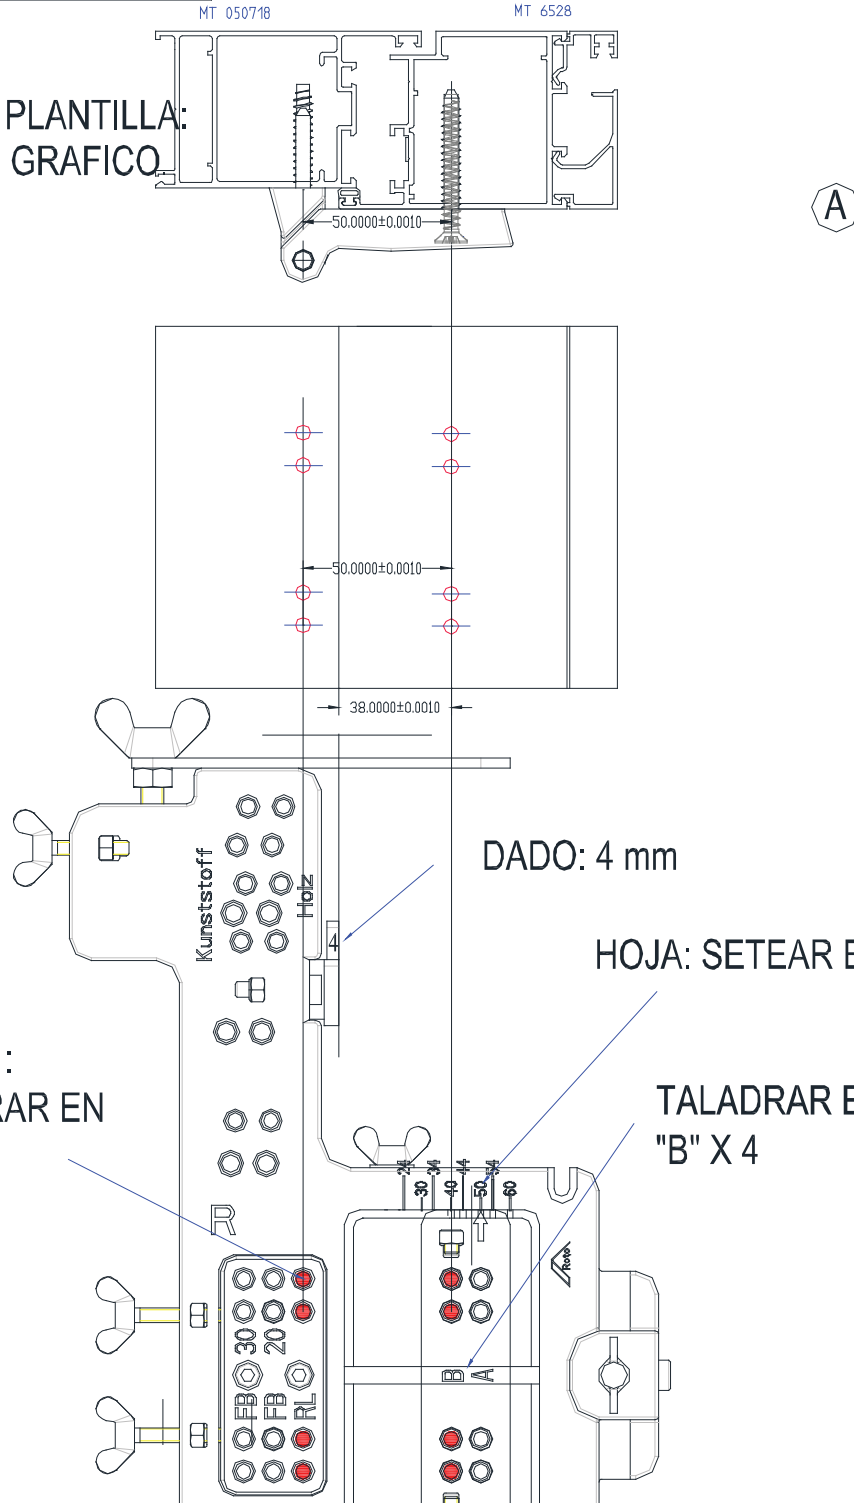 MT 050718
MT 6528
PLANTILLA:
GRAFICO
A
50.0000±0.0010
50.0000±0.0010
38.0000±0.0010
DADO: 4 mm
Kunststoff
Holz
4
HOJA: SETEAR E
:
RAR EN
TALADRAR E
"B" X 4
24 34 44 54
30 40 50 60
R
Roto
30 20
B A
FB FB RL